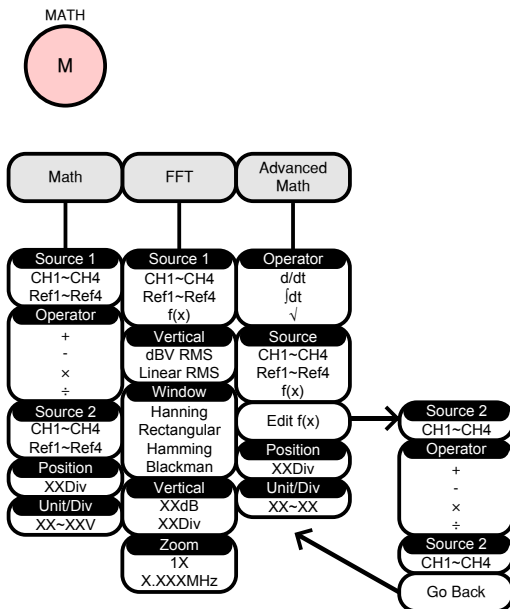 MATH
M
Math
Source 1
CH1~CH4
Ref1~Ref4
Operator
+
-
×
÷
Source 2
CH1~CH4
Ref1~Ref4
Position
XXDiv
Unit/Div
XX~XXV
FFT
Source 1
CH1~CH4
Ref1~Ref4
f(x)
Vertical
dBV RMS
Linear RMS
Window
Hanning
Rectangular
Hamming
Blackman
Vertical
XXdB
XXDiv
Zoom
1X
X.XXXMHz
Advanced
Math
Operator
d/dt
∫dt
√
Source
CH1~CH4
Ref1~Ref4
f(x)
Edit f(x)
Position
XXDiv
Unit/Div
XX~XX
Source 2
CH1~CH4
Operator
+
-
×
÷
Source 2
CH1~CH4
Go Back